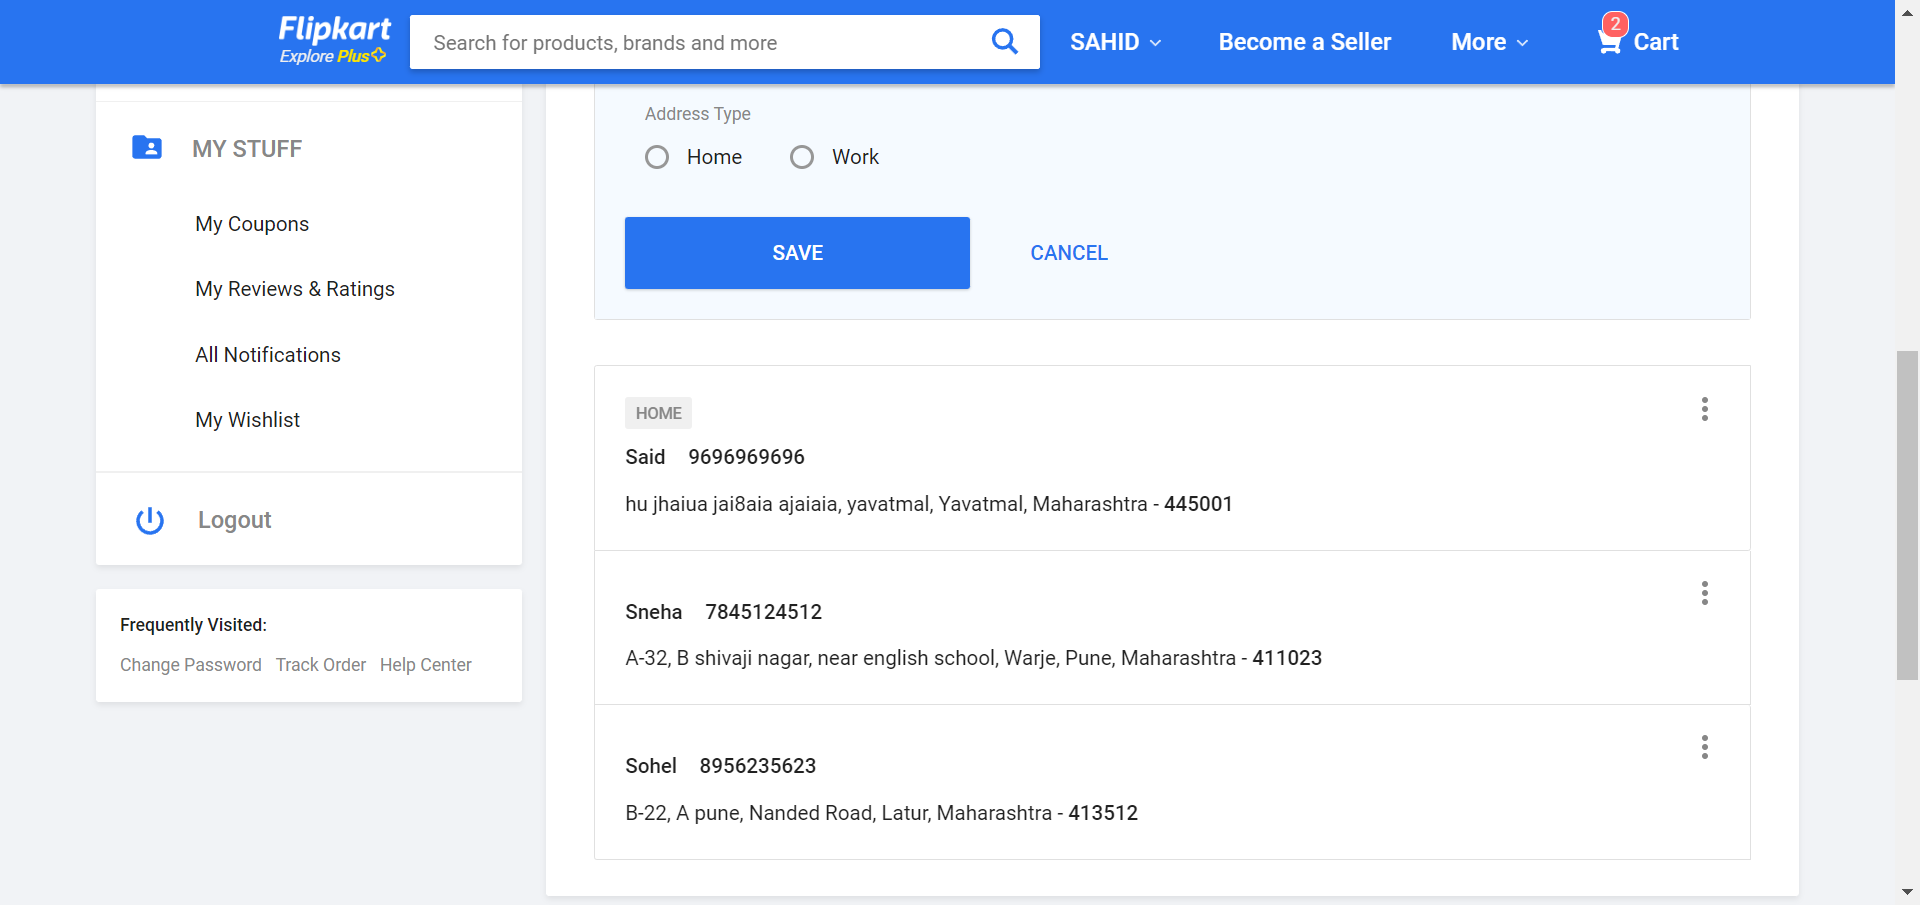 Flipkart
Explore Plus
Search for products, brands and more
SAHID
Become a Seller
More
2
Cart
MY STUFF
My Coupons
My Reviews & Ratings
All Notifications
My Wishlist
Logout
Frequently Visited:
Change Password Track Order Help Center
Address Type
Home Work
SAVE CANCEL
HOME
Said 9696969696
hu jhaiua jai8aia ajaiaia, yavatmal, Yavatmal, Maharashtra - 445001
Sneha 7845124512
A-32, B shivaji nagar, near english school, Warje, Pune, Maharashtra - 411023
Sohel 8956235623
B-22, A pune, Nanded Road, Latur, Maharashtra - 413512